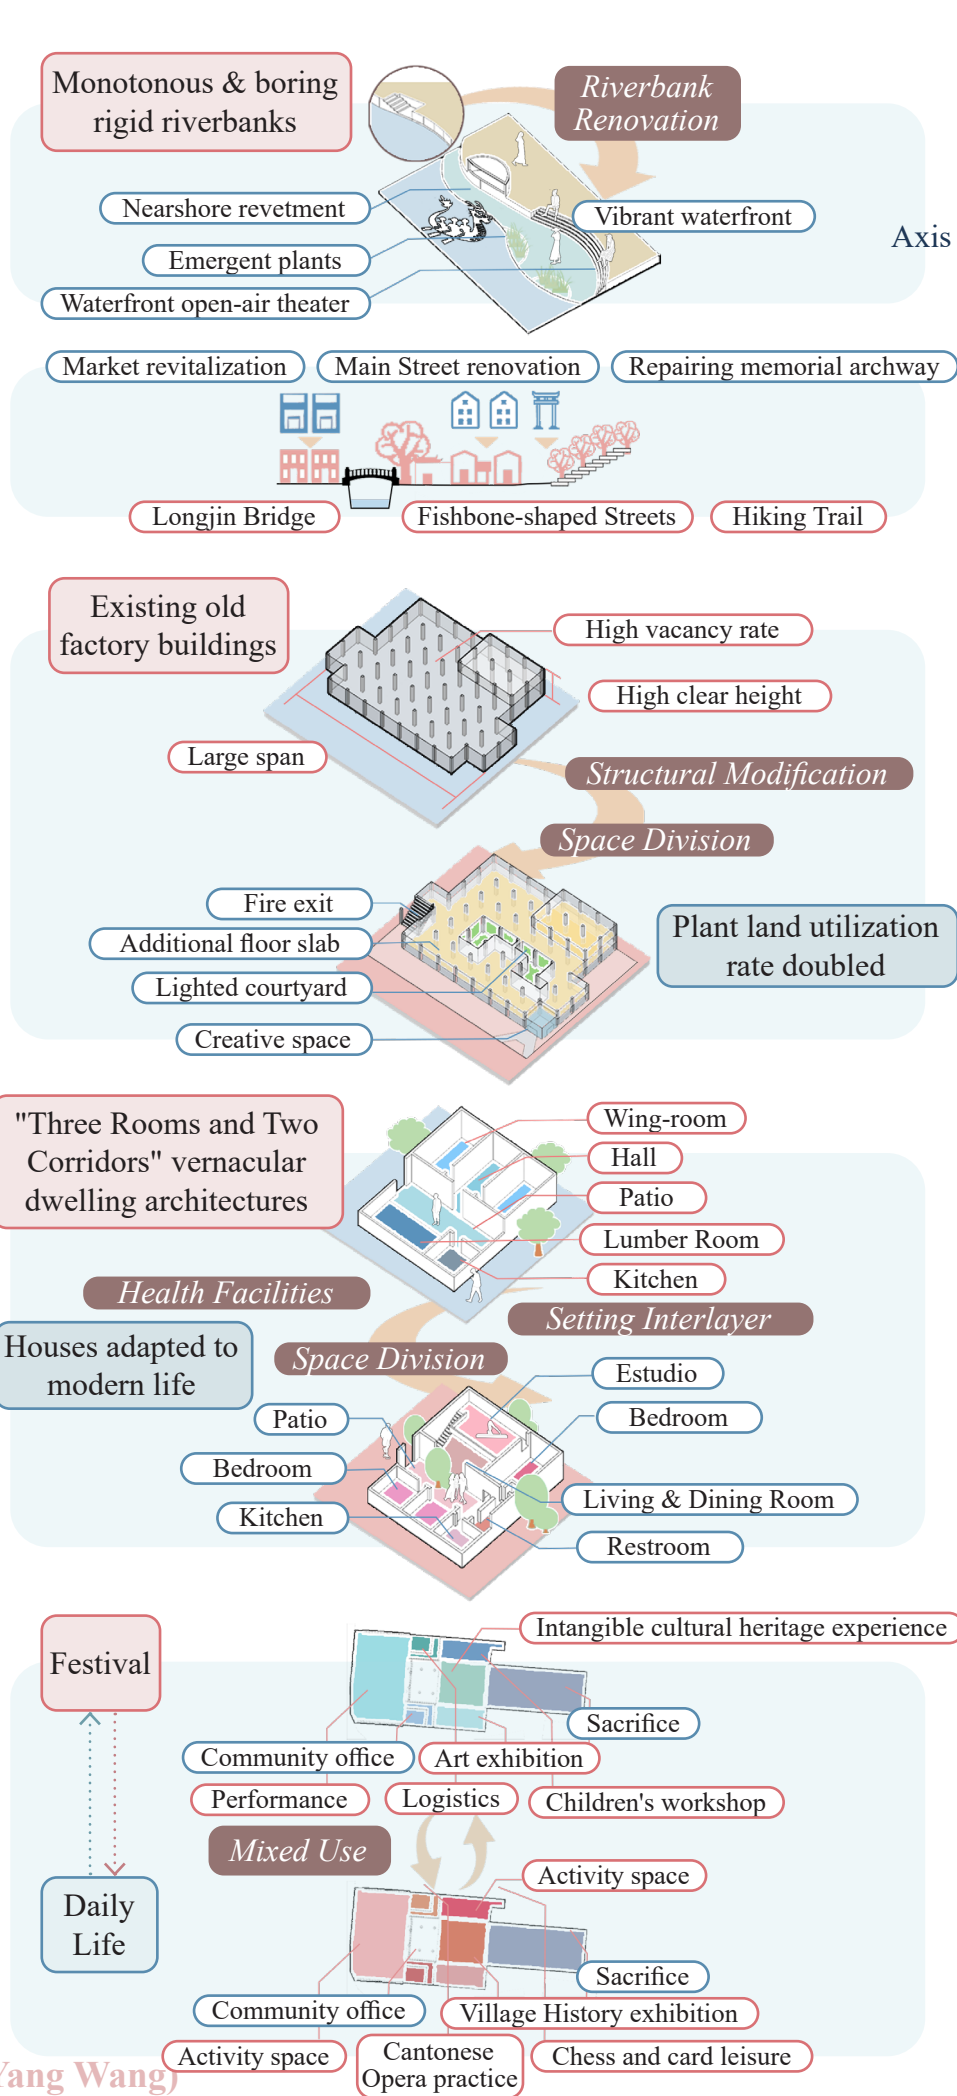 Monotonous & boring
rigid riverbanks
Riverbank
Renovation
Nearshore revetment
Vibrant waterfront
Axis
Emergent plants
Waterfront open-air theater
Market revitalization
Main Street renovation
Repairing memorial archway
Longjin Bridge
Fishbone-shaped Streets
Hiking Trail
Existing old
factory buildings
High vacancy rate
High clear height
Large span
Structural Modification
Space Division
Fire exit
Additional floor slab
Lighted courtyard
Creative space
Plant land utilization
rate doubled
"Three Rooms and Two
Corridors" vernacular
dwelling architectures
Wing-room
Hall
Patio
Lumber Room
Kitchen
Health Facilities
Setting Interlayer
Houses adapted to
modern life
Space Division
Estudio
Patio
Bedroom
Bedroom
Kitchen
Living & Dining Room
Restroom
Festival
Intangible cultural heritage experience
Sacrifice
Community office
Art exhibition
Performance
Logistics
Children's workshop
Mixed Use
Activity space
Daily
Life
Sacrifice
Community office
Village History exhibition
Activity space
Cantonese
Opera practice
Chess and card leisure
Yang Wang)